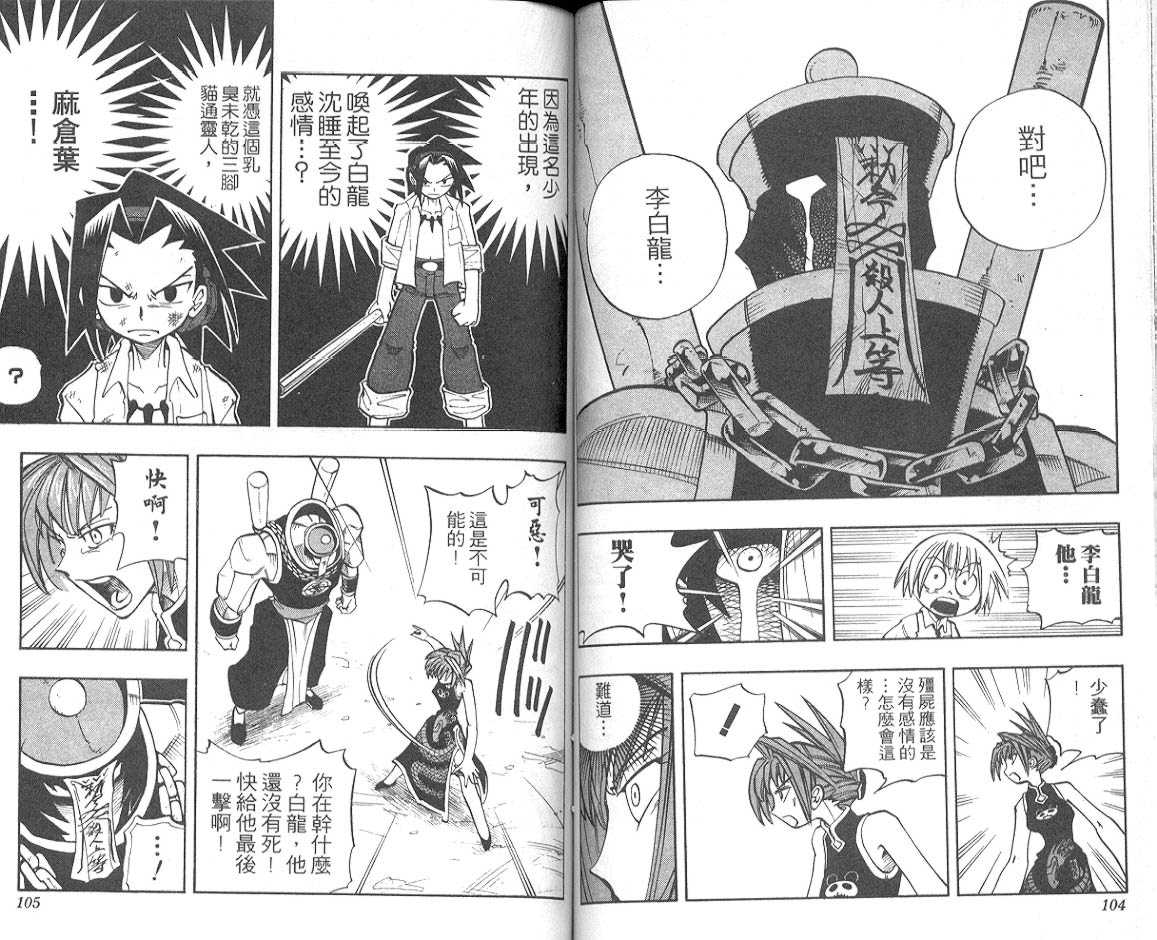 對吧…
李白龍…
勅令
殺人上等
李白龍
他…
哭了！
少蠢了
！
殭屍應該是
沒有感情的
…怎麼會這
樣？
！
難道…
104
因為這名少
年的出現，
喚起了白龍
沈睡至今的
感情…？
就憑這個乳
臭未乾的三腳
貓通靈人，
麻倉葉
…！
？
可惡！
這是不可
能的！
你在幹什麼
？白龍，他
還沒有死！
快給他最後
一擊啊！
快啊！
…！
105